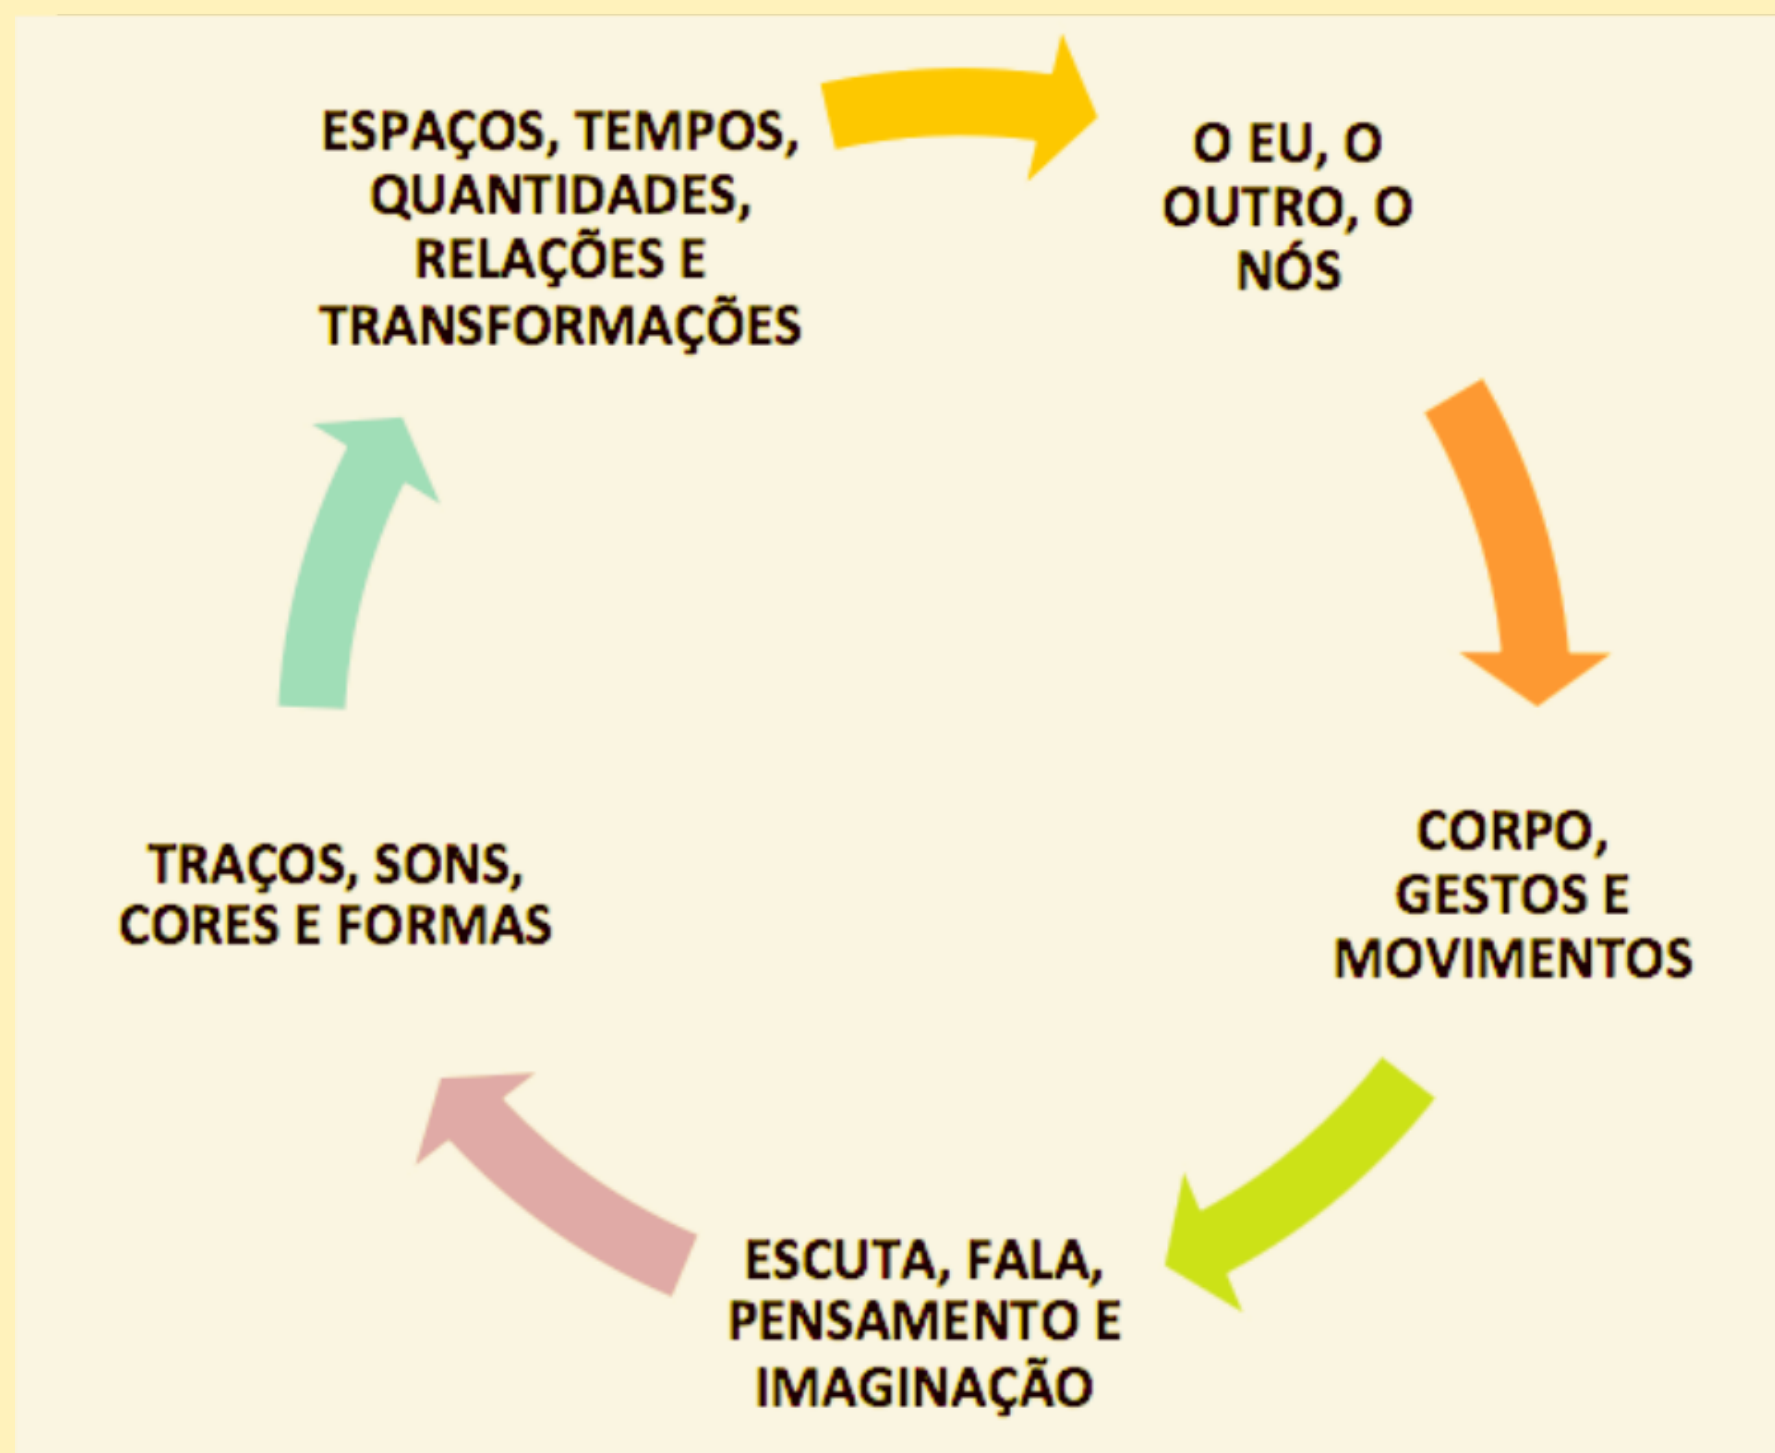 ESPAÇOS, TEMPOS,
QUANTIDADES,
RELAÇÕES E
TRANSFORMAÇÕES
O EU, O
OUTRO, O
NÓS
CORPO,
GESTOS E
MOVIMENTOS
ESCUTA, FALA,
PENSAMENTO E
IMAGINAÇÃO
TRAÇOS, SONS,
CORES E FORMAS